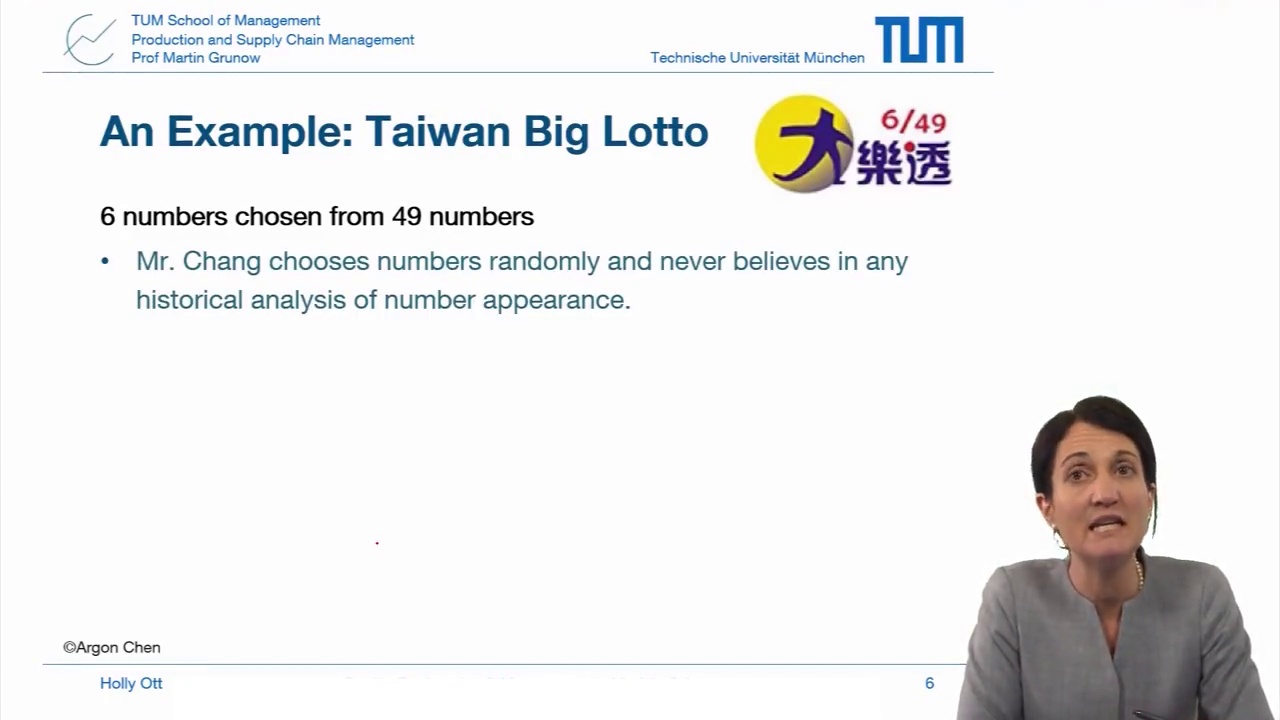 TUM School of Management
Production and Supply Chain Management
Prof Martin Grunow
Technische Universität München
TUM
An Example: Taiwan Big Lotto
6/49
大樂透
6 numbers chosen from 49 numbers
• Mr. Chang chooses numbers randomly and never believes in any
historical analysis of number appearance.
©Argon Chen
Holly Ott
6